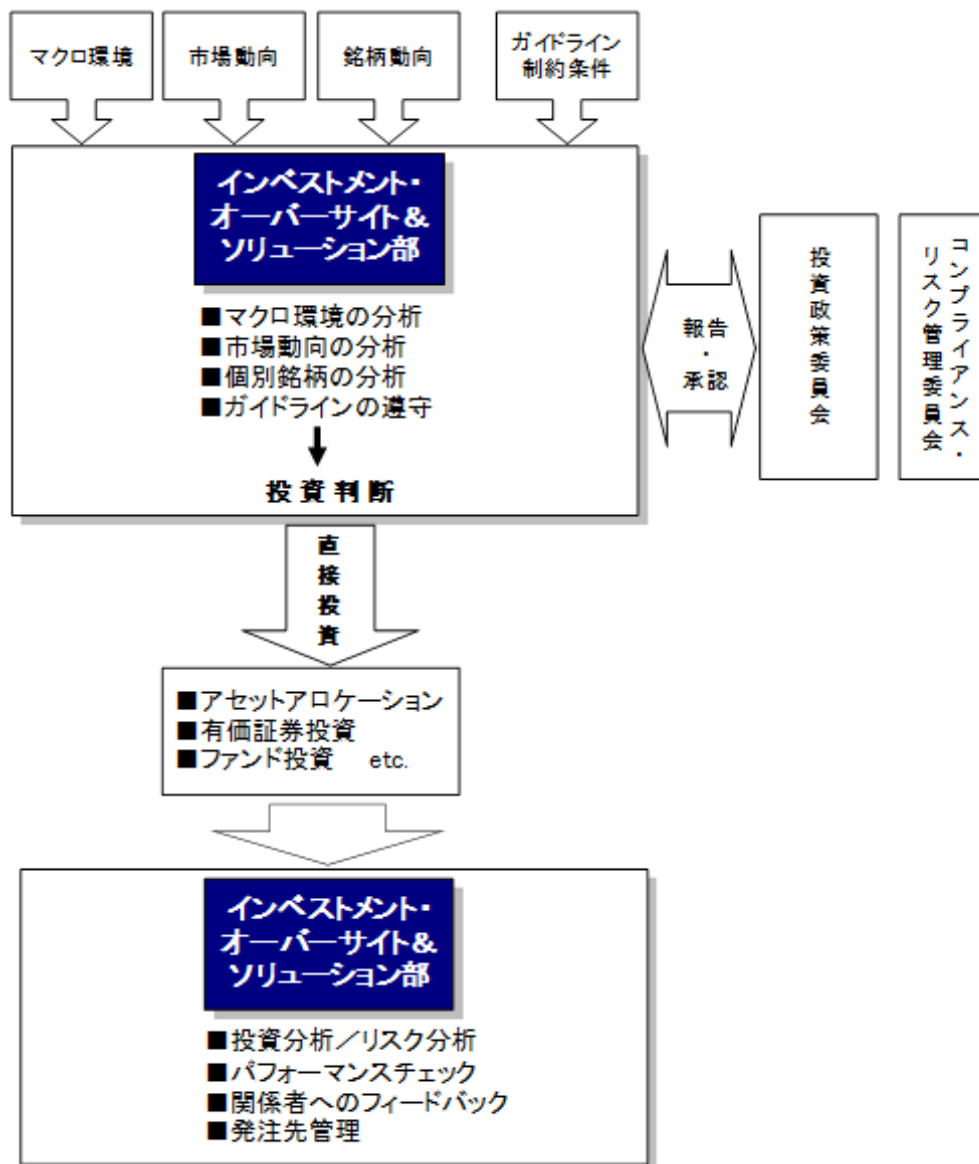 マクロ環境
市場動向
銘柄動向
ガイドライン
制約条件
インベストメント・
オーバーサイト&
ソリューション部
■マクロ環境の分析
■市場動向の分析
■個別銘柄の分析
■ガイドラインの遵守
投資判断
報告
・
承認
投資政策委員会
コンプライアンス・
リスク管理委員会
直接投資
■アセットアロケーション
■有価証券投資
■ファンド投資 etc.
インベストメント・
オーバーサイト&
ソリューション部
■投資分析/リスク分析
■パフォーマンスチェック
■関係者へのフィードバック
■発注先管理